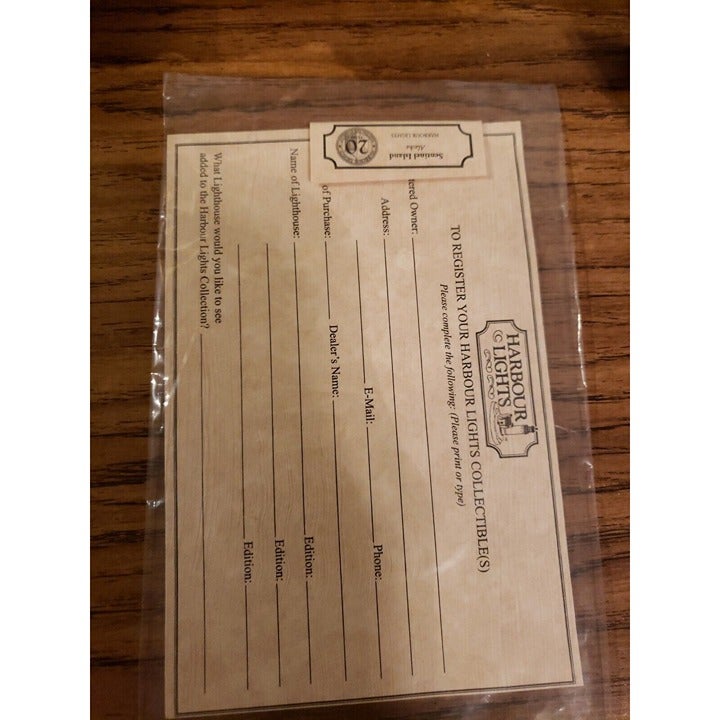 HARBOUR
LIGHTS
TO REGISTER YOUR HARBOUR LIGHTS COLLECTIBLE(S)
Please complete the following: (Please print or type)
tered Owner:
Address:
E-Mail: Phone:
of Purchase: Dealer's Name:
Name of Lighthouse: Edition:
Edition:
Edition:
What Lighthouse would you like to see
added to the Harbour Lights Collection?
Sentinel Island
Alaska
HARBOUR LIGHTS
20